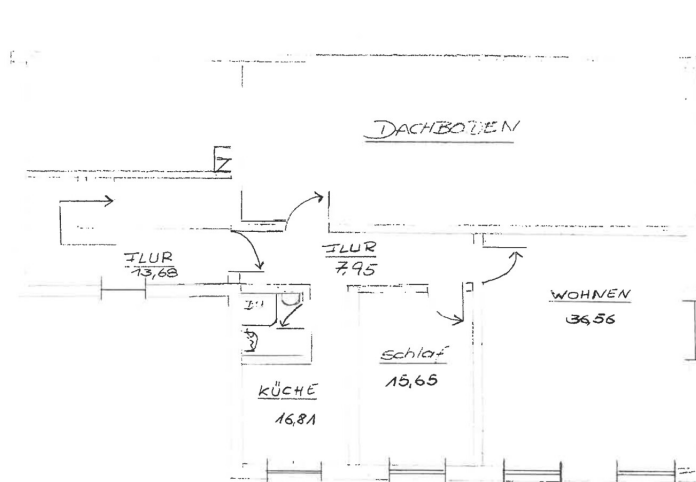 DACHBODEN
FLUR
7,95
FLUR
13,68
WOHNEN
36,56
Schlaf
15,65
KÜCHE
16,81